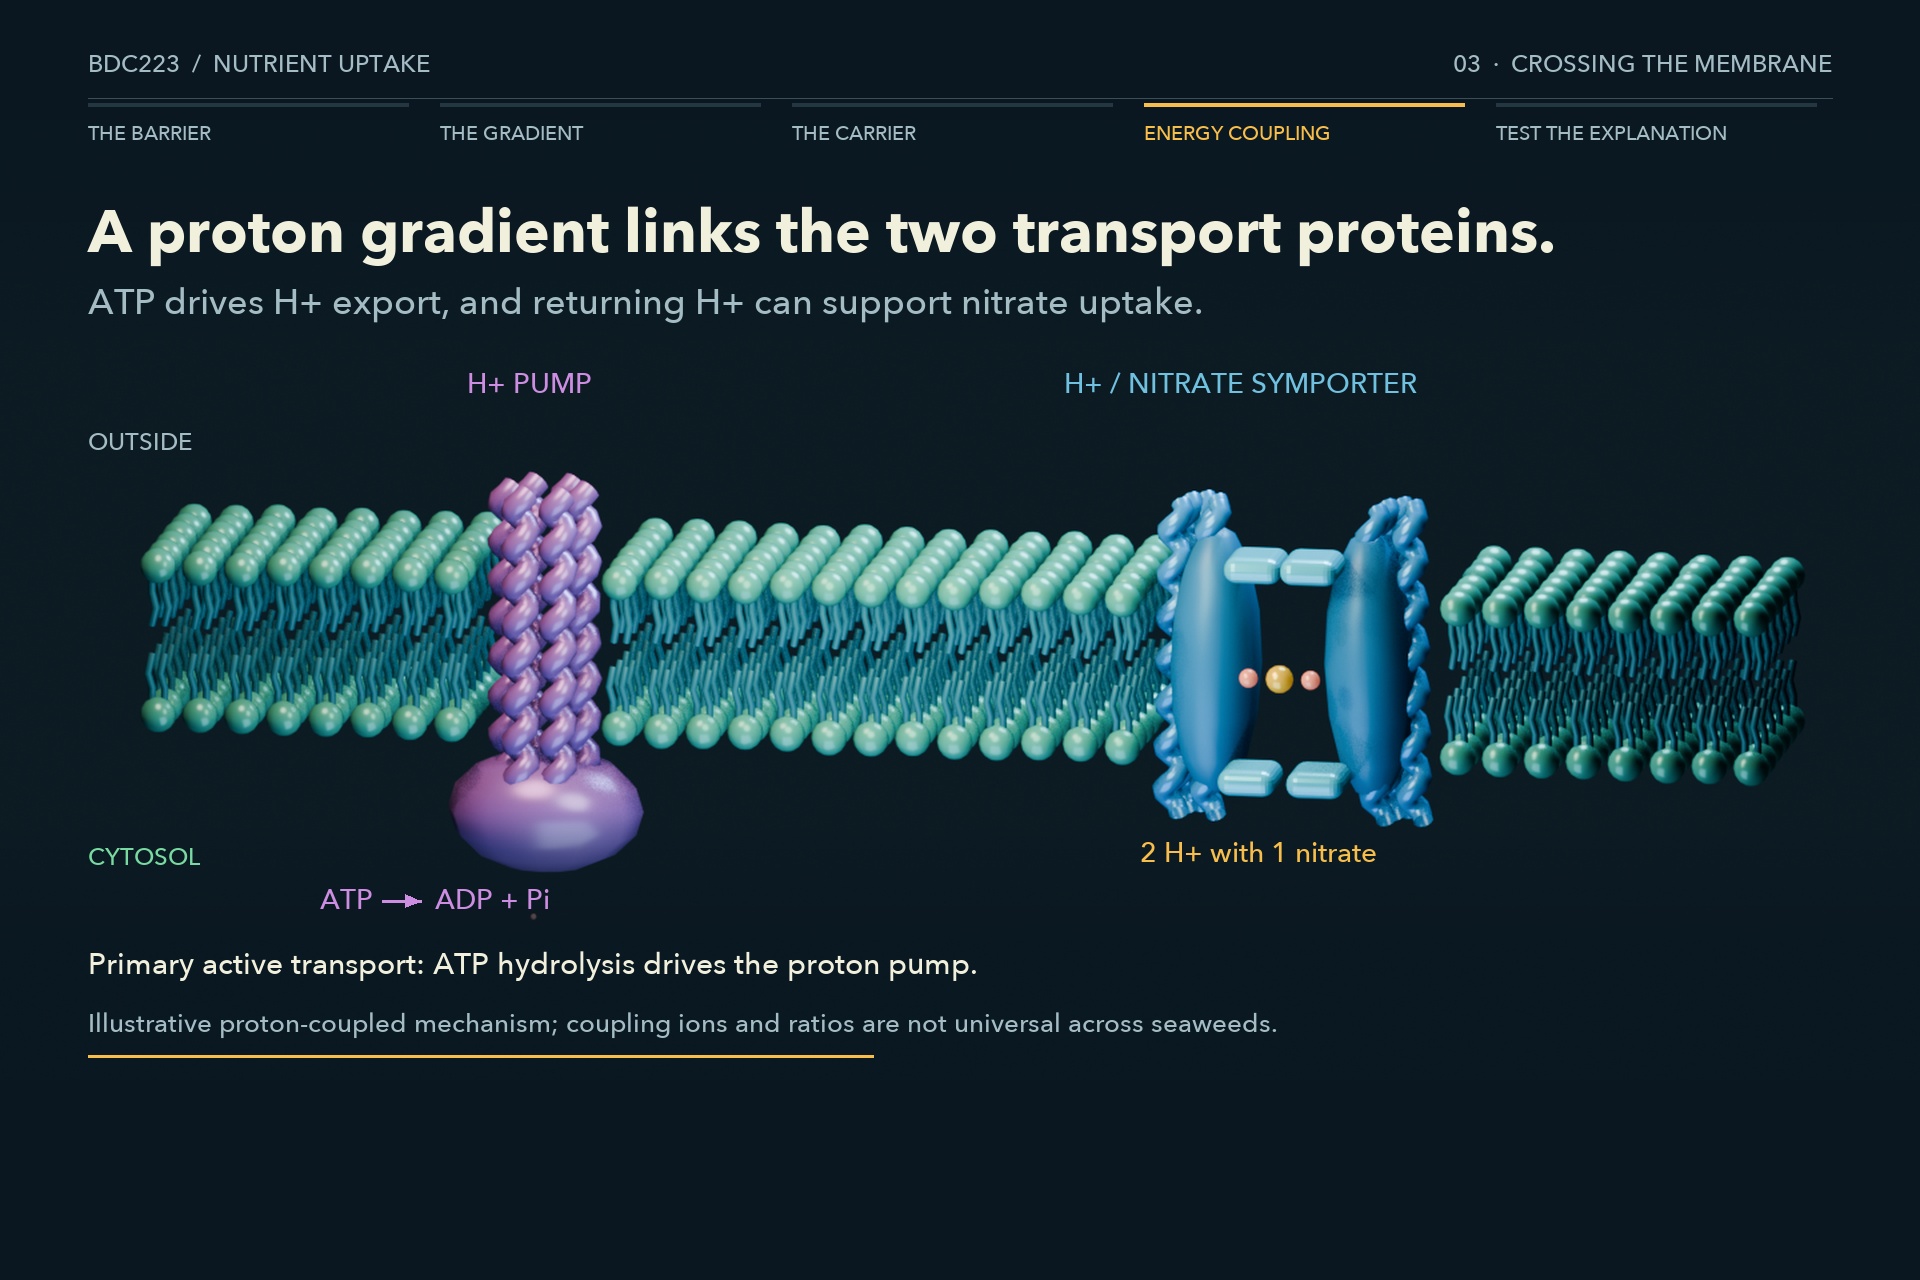 BDC223 / NUTRIENT UPTAKE
03 · CROSSING THE MEMBRANE
THE BARRIER
THE GRADIENT
THE CARRIER
ENERGY COUPLING
TEST THE EXPLANATION
A proton gradient links the two transport proteins.
ATP drives H+ export, and returning H+ can support nitrate uptake.
H+ PUMP
H+ / NITRATE SYMPORTER
OUTSIDE
CYTOSOL
2 H+ with 1 nitrate
ATP → ADP + Pi
Primary active transport: ATP hydrolysis drives the proton pump.
Illustrative proton-coupled mechanism; coupling ions and ratios are not universal across seaweeds.